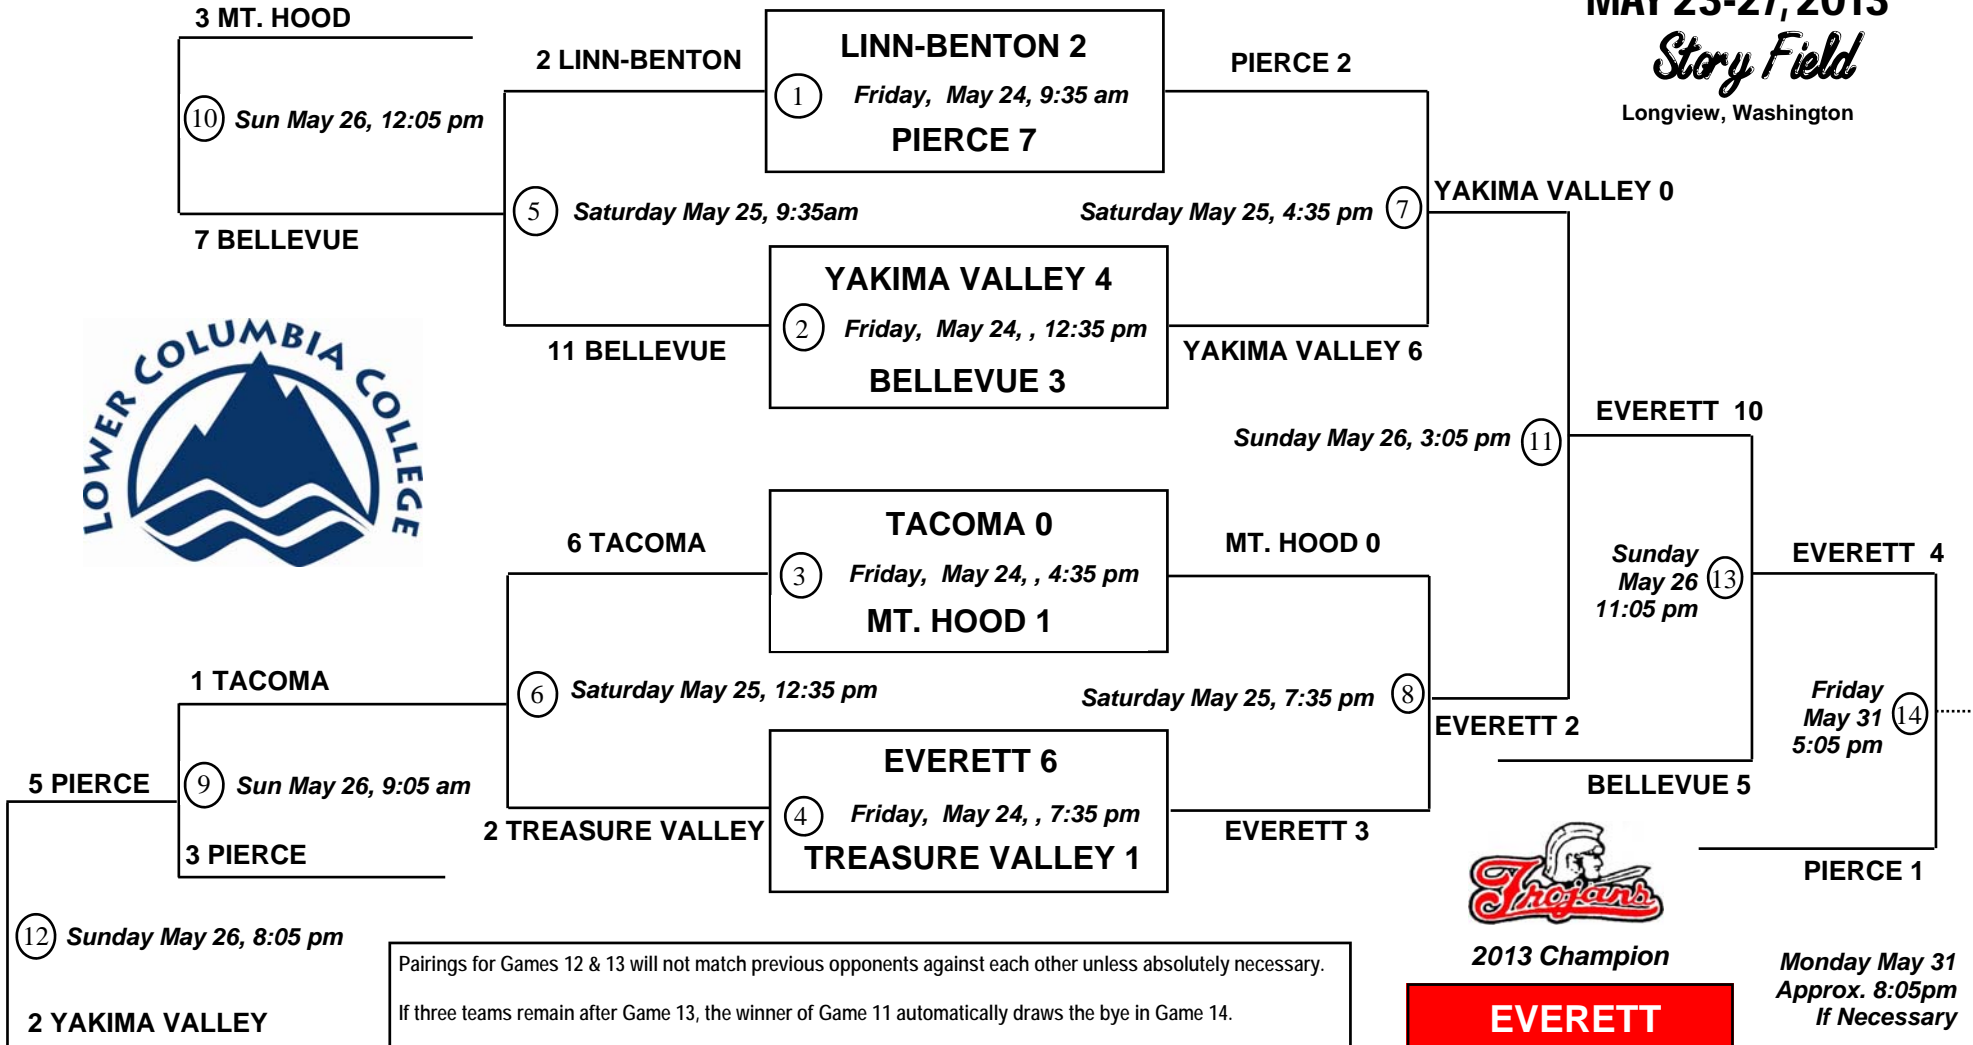 MAY 23-27, 2013
Story Field
Longview, Washington
3 MT. HOOD
10 Sun May 26, 12:05 pm
7 BELLEVUE
2 LINN-BENTON
5 Saturday May 25, 9:35am
11 BELLEVUE
LINN-BENTON 2
1 Friday, May 24, 9:35 am
PIERCE 7
YAKIMA VALLEY 4
2 Friday, May 24, , 12:35 pm
BELLEVUE 3
PIERCE 2
Saturday May 25, 4:35 pm 7
YAKIMA VALLEY 6
YAKIMA VALLEY 0
Sunday May 26, 3:05 pm 11
LOWER COLUMBIA COLLEGE
6 TACOMA
6 Saturday May 25, 12:35 pm
2 TREASURE VALLEY
TACOMA 0
3 Friday, May 24, , 4:35 pm
MT. HOOD 1
EVERETT 6
4 Friday, May 24, , 7:35 pm
TREASURE VALLEY 1
MT. HOOD 0
Saturday May 25, 7:35 pm 8
EVERETT 3
EVERETT 2
EVERETT 10
Sunday
May 26 13
11:05 pm
BELLEVUE 5
EVERETT 4
Friday
May 31 14
5:05 pm
PIERCE 1
1 TACOMA
9 Sun May 26, 9:05 am
3 PIERCE
5 PIERCE
12 Sunday May 26, 8:05 pm
2 YAKIMA VALLEY
Pairings for Games 12 & 13 will not match previous opponents against each other unless absolutely necessary.
If three teams remain after Game 13, the winner of Game 11 automatically draws the bye in Game 14.
Trojans
2013 Champion
EVERETT
Monday May 31
Approx. 8:05pm
If Necessary